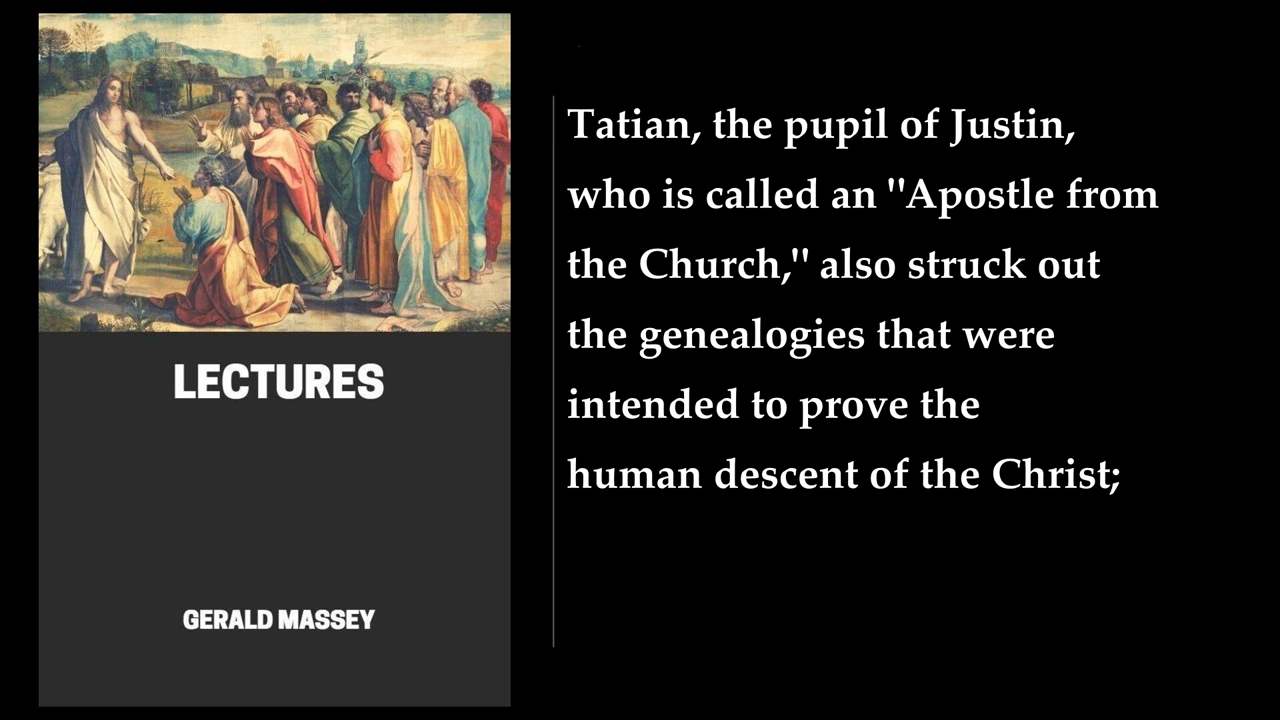 LECTURES
GERALD MASSEY
Tatian, the pupil of Justin,
who is called an "Apostle from
the Church," also struck out
the genealogies that were
intended to prove the
human descent of the Christ;